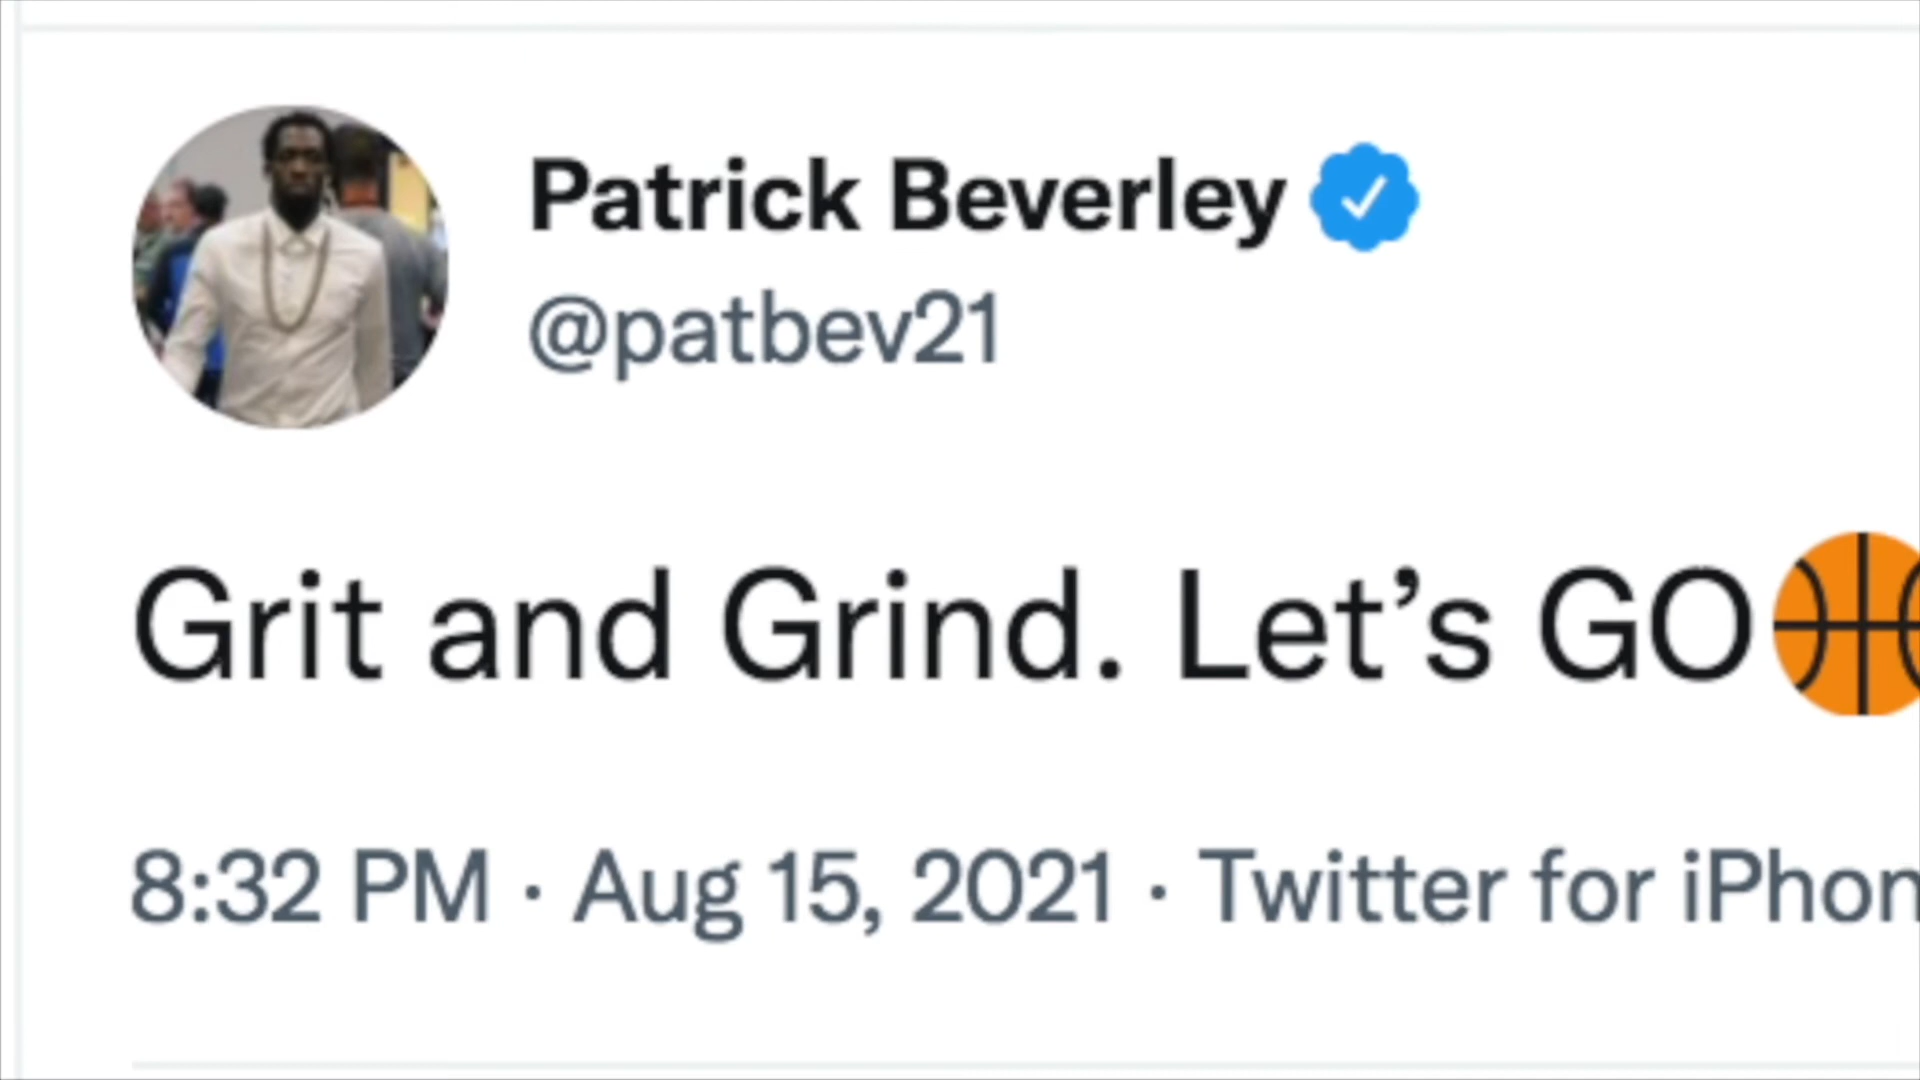 Patrick Beverley
@patbev21
Grit and Grind. Let’s GO🏀
8:32 PM · Aug 15, 2021 · Twitter for iPhon